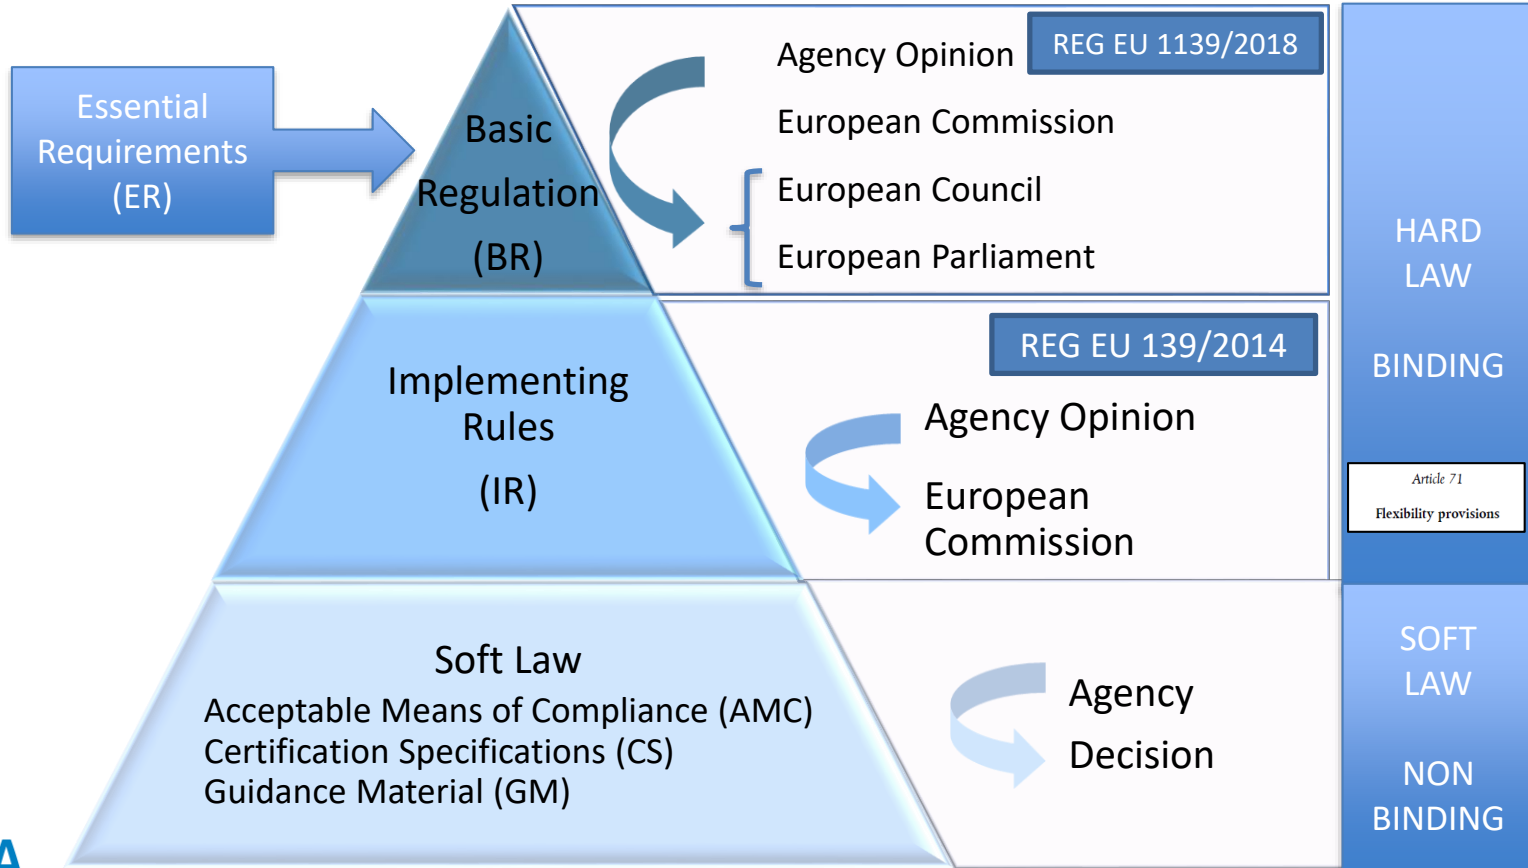 Essential
Requirements
(ER)
Basic
Regulation
(BR)
Agency Opinion
REG EU 1139/2018
European Commission
European Council
European Parliament
Implementing
Rules
(IR)
REG EU 139/2014
Agency Opinion
European
Commission
Soft Law
Acceptable Means of Compliance (AMC)
Certification Specifications (CS)
Guidance Material (GM)
Agency
Decision
HARD
LAW
BINDING
Article 71
Flexibility provisions
SOFT
LAW
NON
BINDING